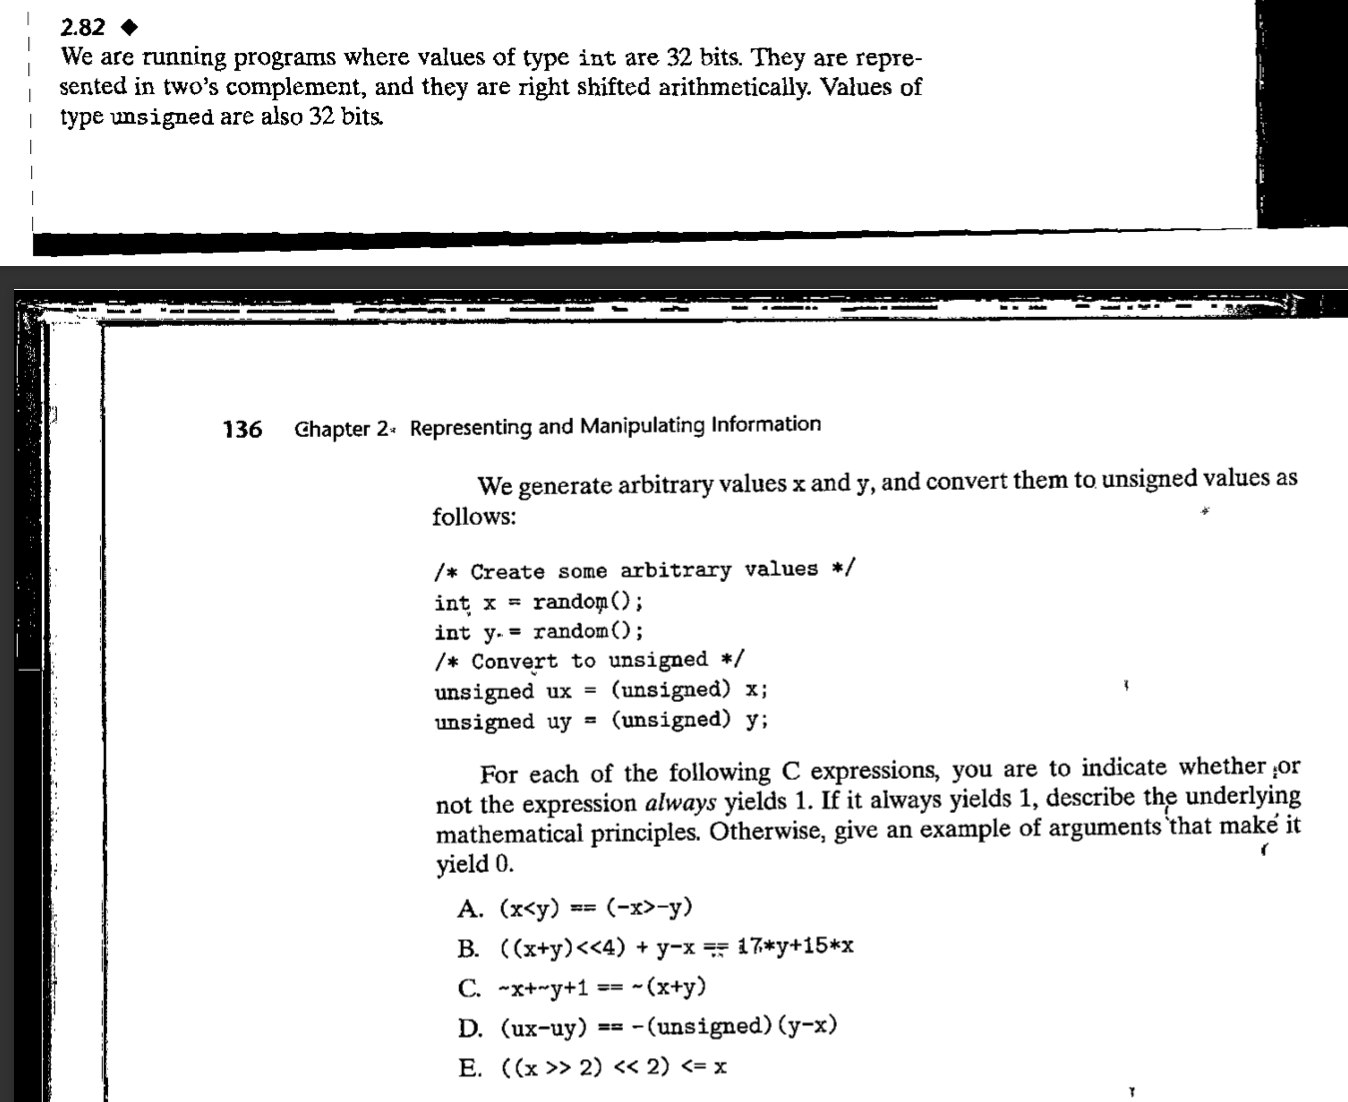 2.82 ◆
We are running programs where values of type int are 32 bits. They are repre-
sented in two's complement, and they are right shifted arithmetically. Values of
type unsigned are also 32 bits.
136 Chapter 2 Representing and Manipulating Information
We generate arbitrary values x and y, and convert them to unsigned values as
follows:
/* Create some arbitrary values */
int x = random();
int y = random();
/* Convert to unsigned */
unsigned ux = (unsigned) x;
unsigned uy = (unsigned) y;
For each of the following C expressions, you are to indicate whether or
not the expression always yields 1. If it always yields 1, describe the underlying
mathematical principles. Otherwise, give an example of arguments that make it
yield 0.
A. (x<y) == (-x>-y)
B. ((x+y)<<4) + y-x == 17*y+15*x
C. ~x+~y+1 == ~(x+y)
D. (ux-uy) == -(unsigned)(y-x)
E. ((x >> 2) << 2) <= x